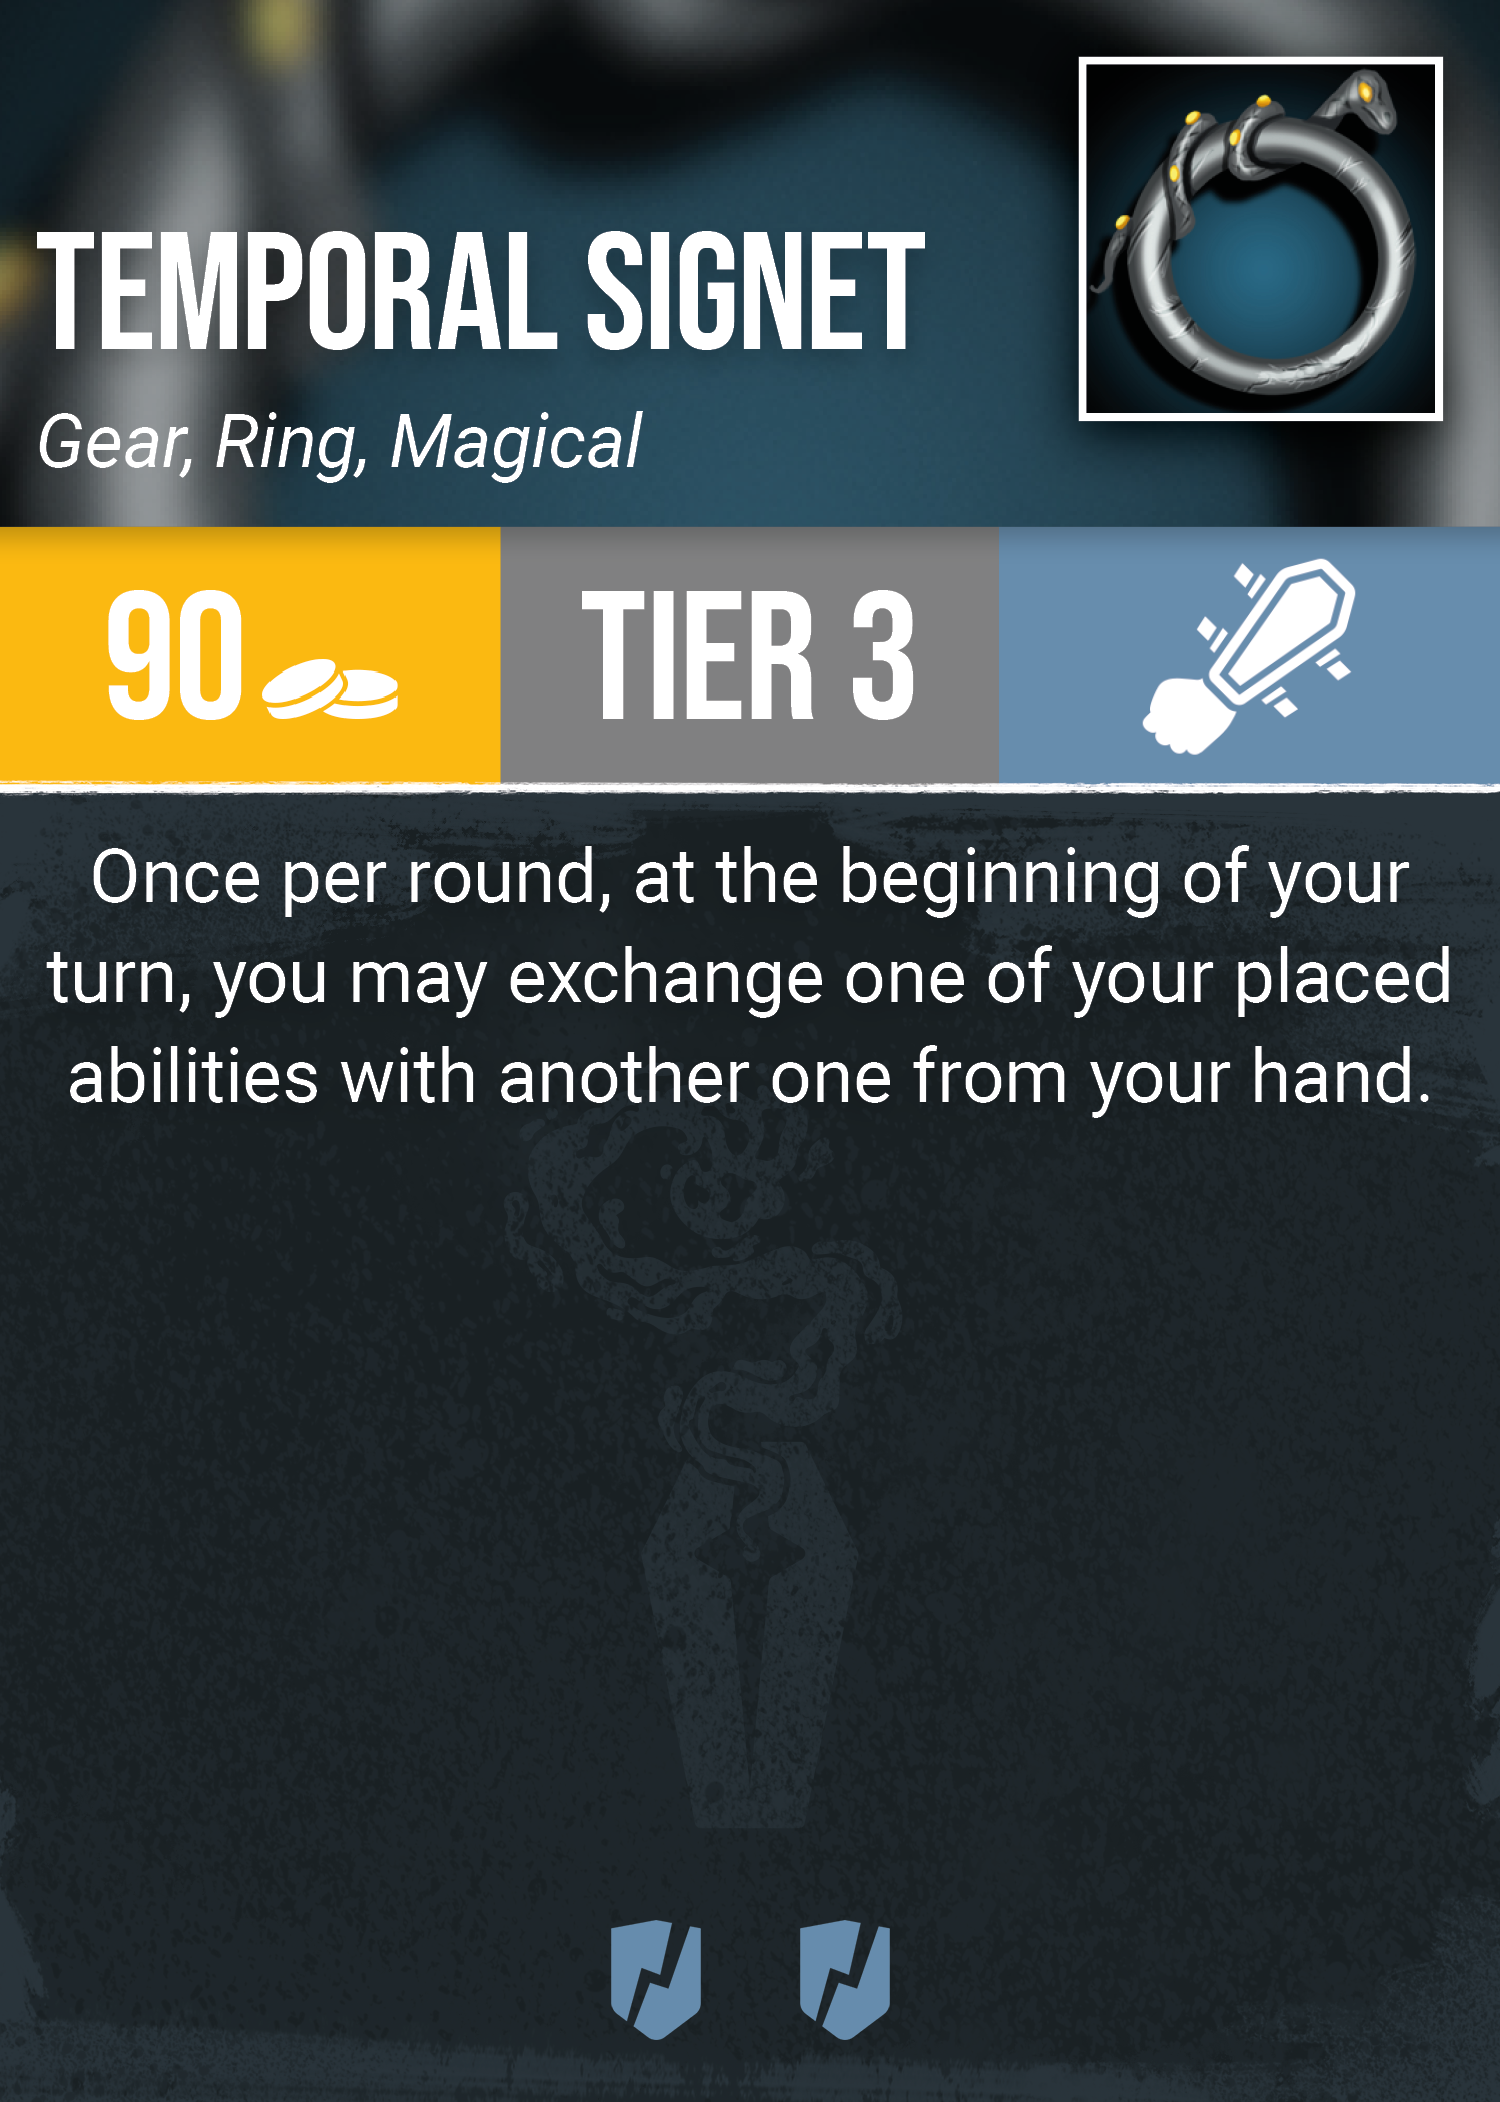 TEMPORAL SIGNET
Gear, Ring, Magical
90
TIER 3
Once per round, at the beginning of your
turn, you may exchange one of your placed
abilities with another one from your hand.